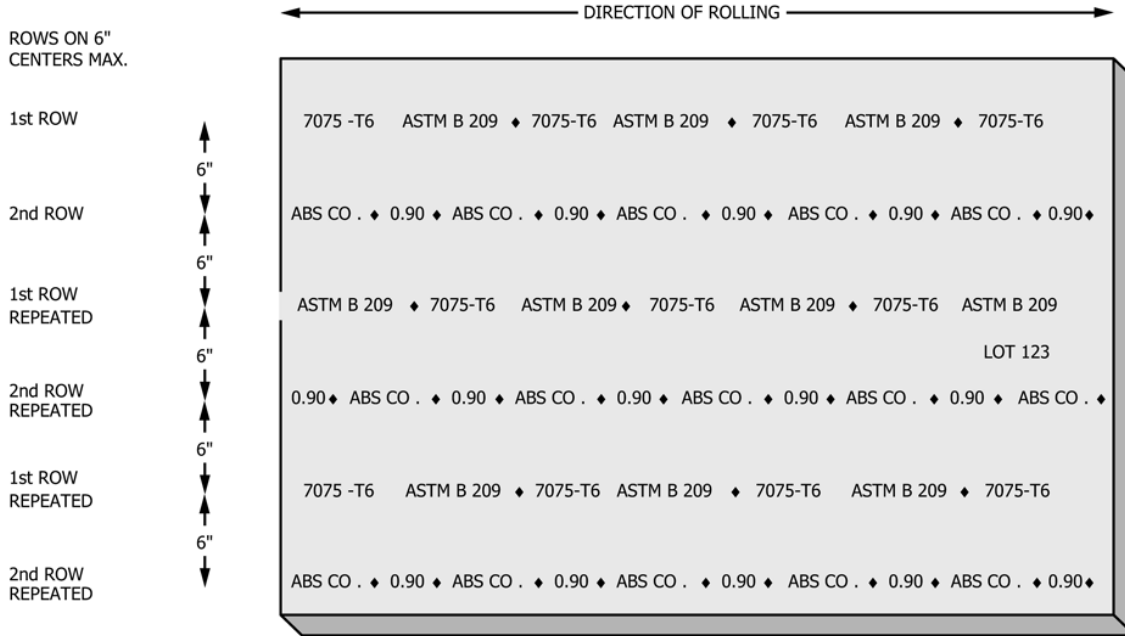 DIRECTION OF ROLLING
ROWS ON 6"
CENTERS MAX.
1st ROW
7075 -T6 ASTM B 209 ♦ 7075-T6 ASTM B 209 ♦ 7075-T6 ASTM B 209 ♦ 7075-T6
6"
2nd ROW
ABS CO . ♦ 0.90 ♦ ABS CO . ♦ 0.90 ♦ ABS CO . ♦ 0.90 ♦ ABS CO . ♦ 0.90 ♦ ABS CO . ♦ 0.90♦
6"
1st ROW
REPEATED
ASTM B 209 ♦ 7075-T6 ASTM B 209♦ 7075-T6 ASTM B 209 ♦ 7075-T6 ASTM B 209
6"
LOT 123
2nd ROW
REPEATED
0.90♦ ABS CO . ♦ 0.90 ♦ ABS CO . ♦ 0.90 ♦ ABS CO . ♦ 0.90 ♦ ABS CO . ♦ 0.90 ♦ ABS CO . ♦
6"
1st ROW
REPEATED
7075 -T6 ASTM B 209 ♦ 7075-T6 ASTM B 209 ♦ 7075-T6 ASTM B 209 ♦ 7075-T6
6"
2nd ROW
REPEATED
ABS CO . ♦ 0.90 ♦ ABS CO . ♦ 0.90 ♦ ABS CO . ♦ 0.90 ♦ ABS CO . ♦ 0.90 ♦ ABS CO . ♦ 0.90♦